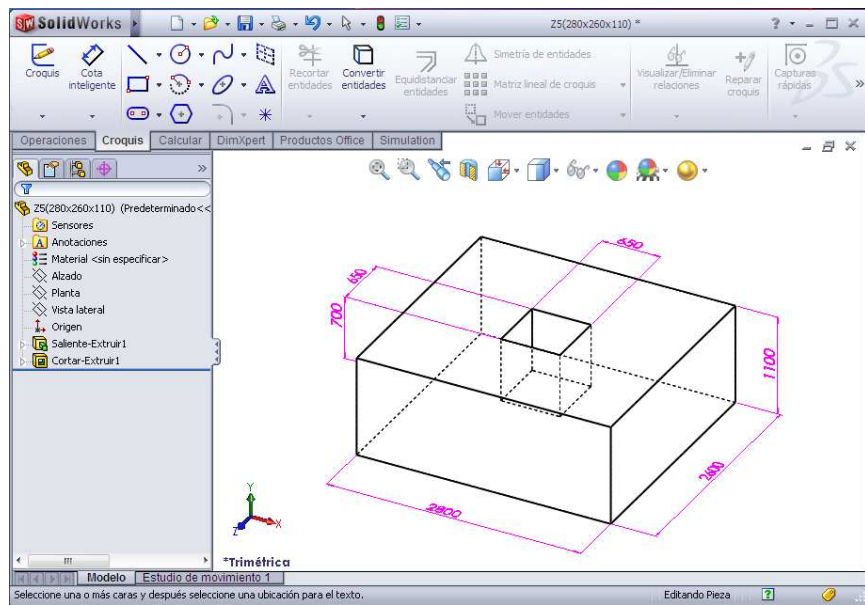 SolidWorks
Z5(280x260x110) *
Croquis
Cota inteligente
Recortar entidades
Convertir entidades
Equidistanciar entidades
Simetría de entidades
Matriz lineal de croquis
Mover entidades
Visualizar/Eliminar relaciones
Reparar croquis
Capturas rápidas
Operaciones Croquis Calcular DimXpert Productos Office Simulation
Z5(280x260x110) (Predeterminado<<
Sensores
Anotaciones
Material <sin especificar>
Alzado
Planta
Vista lateral
Origen
Saliente-Extruir1
Cortar-Extruir1
650
650
700
1100
2600
2800
Y
X
Z
*Trimétrica
Modelo Estudio de movimiento 1
Seleccione una o más caras y después seleccione una ubicación para el texto. Editando Pieza